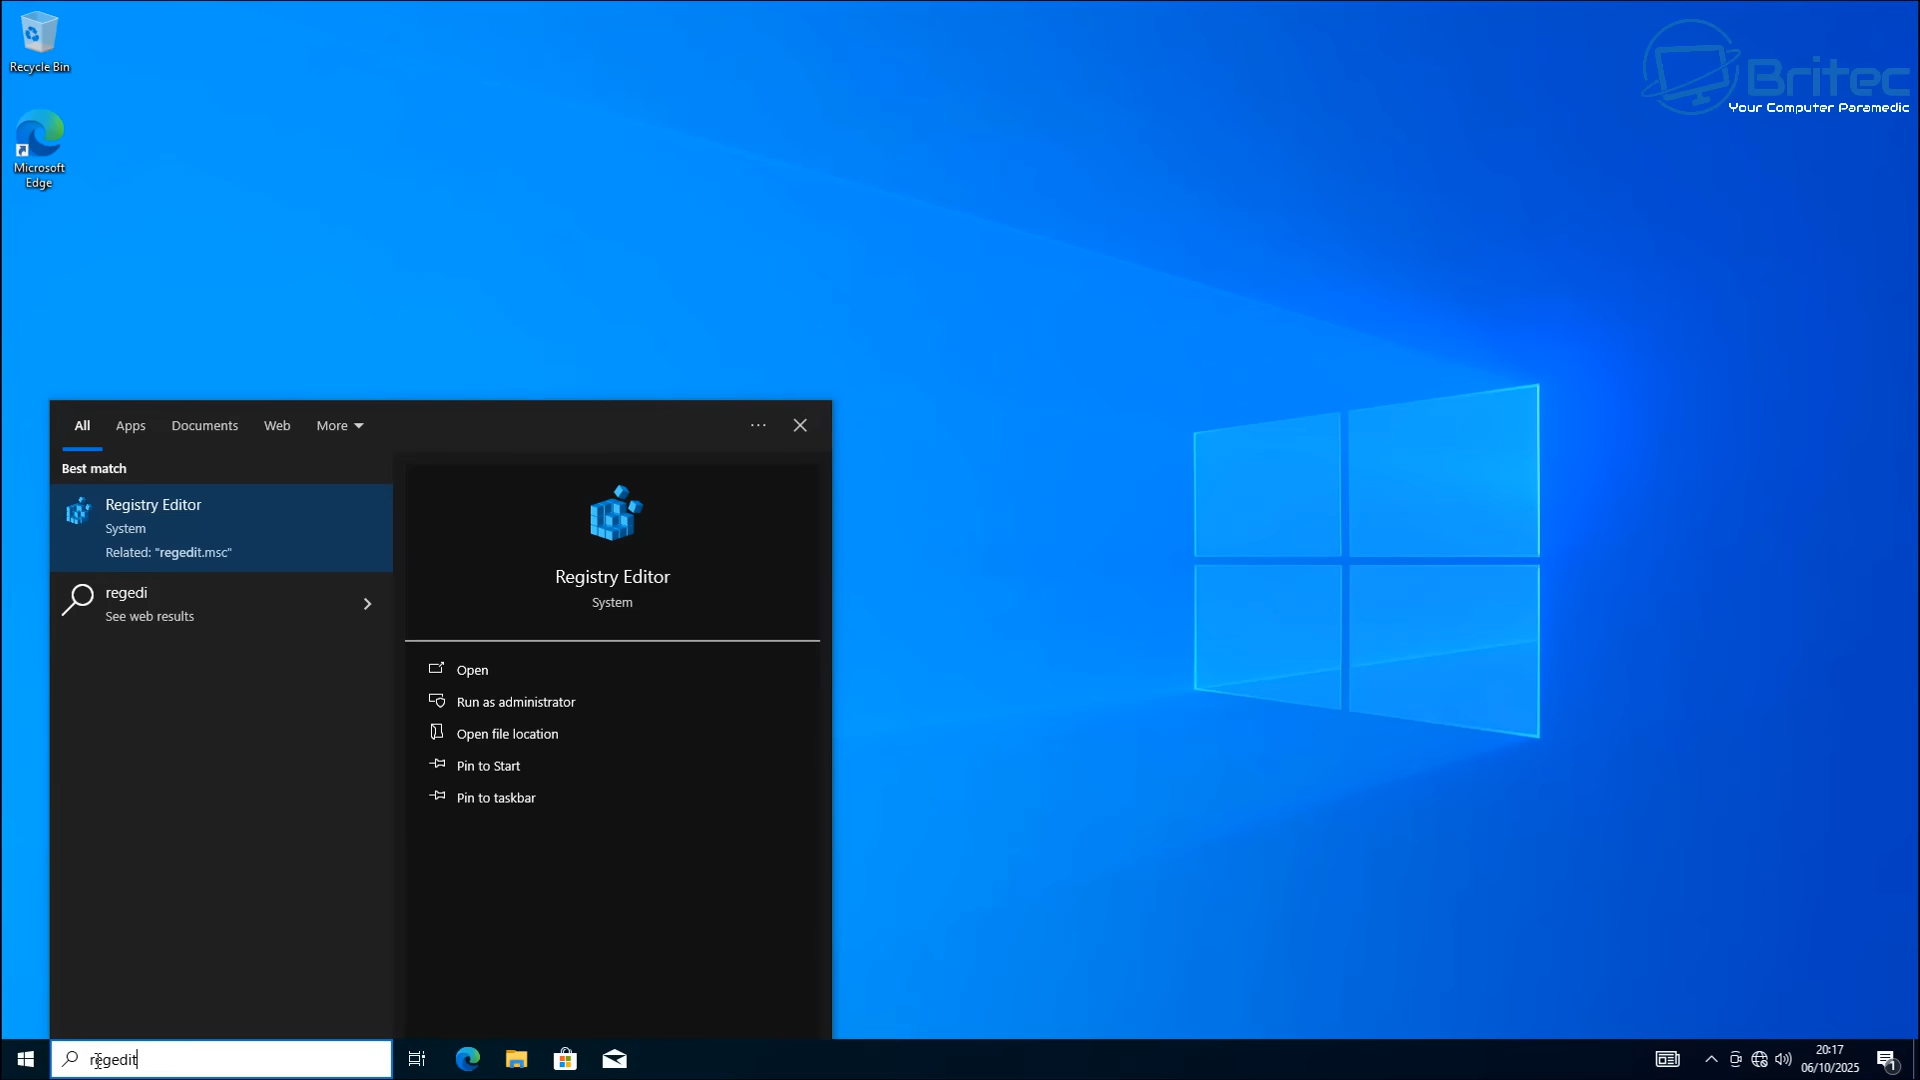 Recycle Bin
Microsoft
Edge
Britec
Your Computer Paramedic
All
Apps
Documents
Web
More
Best match
Registry Editor
System
Related: "regedit.msc"
regedi
See web results
Registry Editor
System
Open
Run as administrator
Open file location
Pin to Start
Pin to taskbar
regedit
20:17
06/10/2025
1